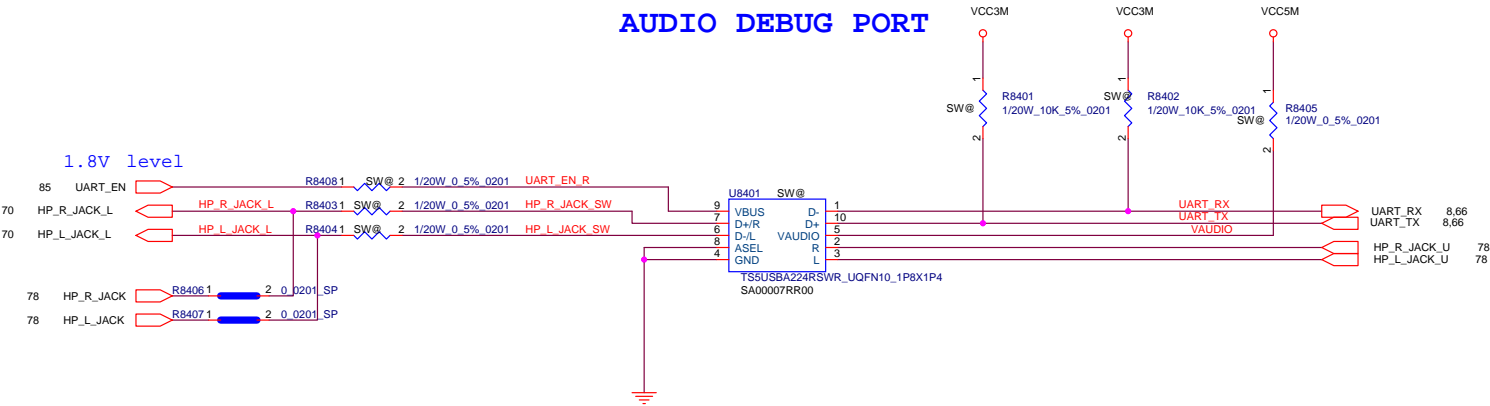 AUDIO DEBUG PORT
VCC3M VCC3M VCC5M
1 1 1
SW@ R8401 1/20W_10K_5%_0201
SW@ R8402 1/20W_10K_5%_0201
SW@ R8405 1/20W_0_5%_0201
2 2 2
1.8V level
85 UART_EN R8408 1 SW@ 2 1/20W_0_5%_0201 UART_EN_R
70 HP_R_JACK_L HP_R_JACK_L R8403 1 SW@ 2 1/20W_0_5%_0201 HP_R_JACK_SW
70 HP_L_JACK_L HP_L_JACK_L R8404 1 SW@ 2 1/20W_0_5%_0201 HP_L_JACK_SW
U8401 SW@
9 VBUS D- 1 UART_RX UART_RX 8,66
7 D+/R D+ 10 UART_TX UART_TX 8,66
6 D-/L VAUDIO 5 VAUDIO
8 ASEL R 2 HP_R_JACK_U 78
4 GND L 3 HP_L_JACK_U 78
TS5USBA224RSWR_UQFN10_1P8X1P4
SA00007RR00
78 HP_R_JACK R8406 1 2 0_0201_SP
78 HP_L_JACK R8407 1 2 0_0201_SP